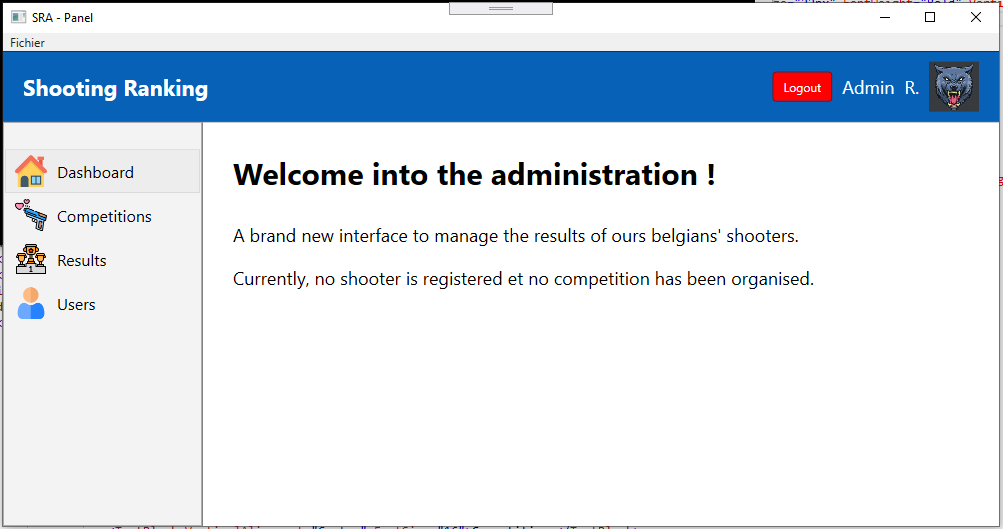 SRA - Panel
Fichier
Shooting Ranking
Logout
Admin R.
Dashboard
Competitions
Results
Users
1
Welcome into the administration !
A brand new interface to manage the results of ours belgians' shooters.
Currently, no shooter is registered et no competition has been organised.